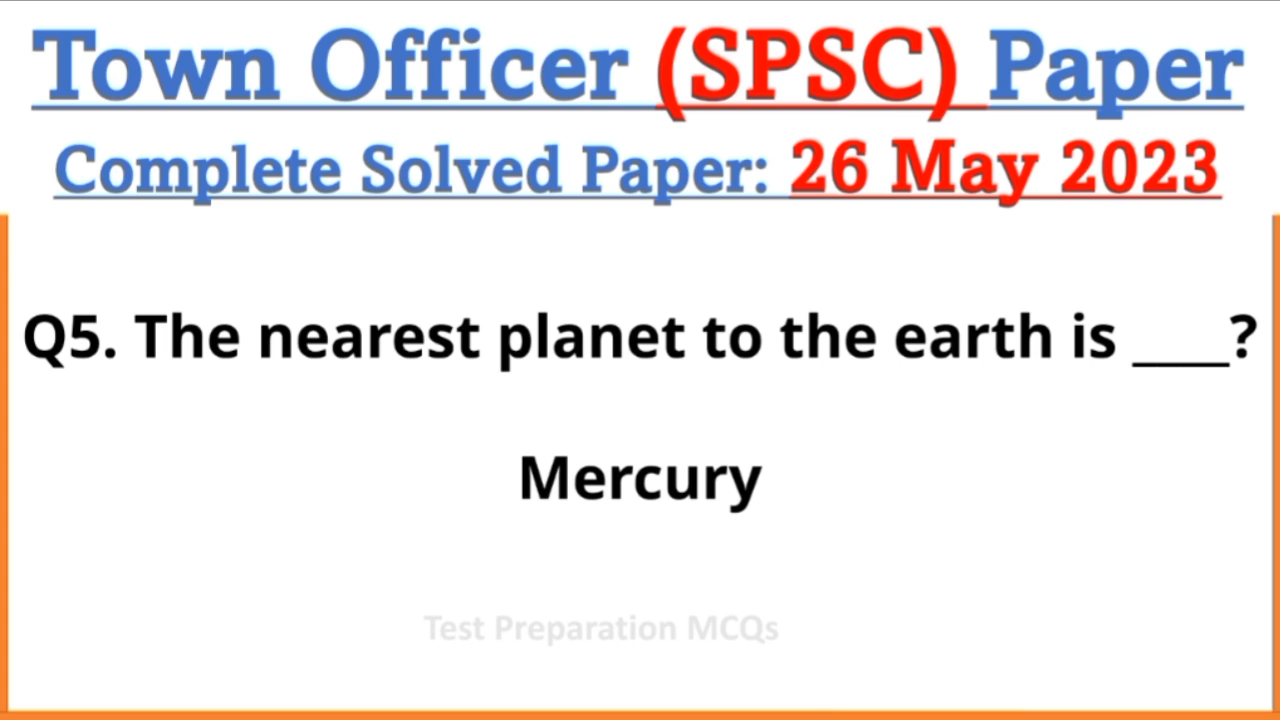 Town Officer (SPSC) Paper
Complete Solved Paper: 26 May 2023
Q5. The nearest planet to the earth is ____?
Mercury
Test Preparation MCQs